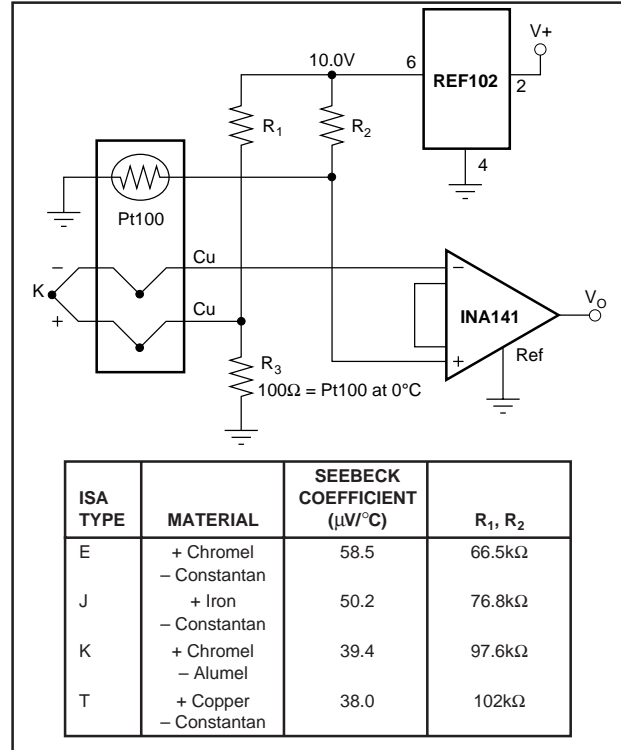 V+
10.0V
6
REF102
2
R1
R2
4
Pt100
Cu
–
K
Cu
+
–
INA141
VO
+
Ref
R3
100Ω = Pt100 at 0°C
ISA TYPE
MATERIAL
SEEBECK COEFFICIENT (μV/°C)
R1, R2
E
+ Chromel
– Constantan
58.5
66.5kΩ
J
+ Iron
– Constantan
50.2
76.8kΩ
K
+ Chromel
– Alumel
39.4
97.6kΩ
T
+ Copper
– Constantan
38.0
102kΩ